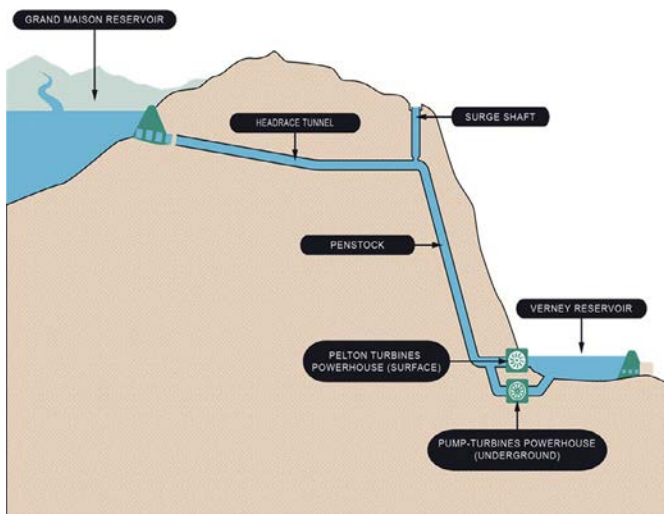 GRAND MAISON RESERVOIR
SURGE SHAFT
HEADRACE TUNNEL
PENSTOCK
VERNEY RESERVOIR
PELTON TURBINES
POWERHOUSE (SURFACE)
PUMP-TURBINES POWERHOUSE
(UNDERGROUND)